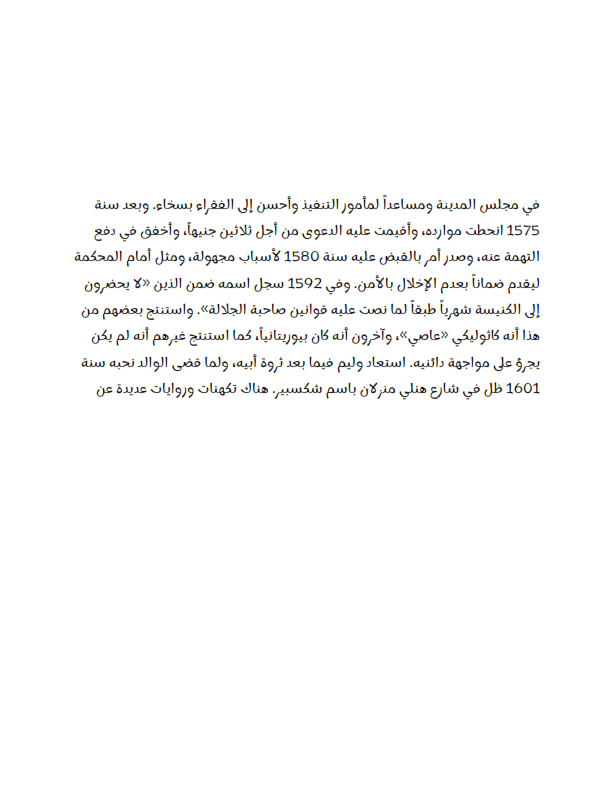 في مجلس المدينة ومساعداً لمأمور التنفيذ وأحسن إلى الفقراء بسخاء. وبعد سنة
1575 انحطت موارده، وأقيمت عليه الدعوى من أجل ثلاثين جنيهاً، وأخفق في دفع
التهمة عنه، وصدر أمر بالقبض عليه سنة 1580 لأسباب مجهولة، ومثل أمام المحكمة
ليقدم ضماناً بعدم الإخلال بالأمن. وفي 1592 سجل اسمه ضمن الذين «لا يحضرون
إلى الكنيسة شهرياً طبقاً لما نصت عليه قوانين صاحبة الجلالة». واستنتج بعضهم من
هذا أنه كاثوليكي «عاصي»، وآخرون أنه كان بيوريتانياً، كما استنتج غيرهم أنه لم يكن
يجرؤ على مواجهة دائنيه. استعاد وليم فيما بعد ثروة أبيه، ولما قضى الوالد نحبه سنة
1601 ظل في شارع هنلي منزلان باسم شكسبير. هناك تكهنات وروايات عديدة عن